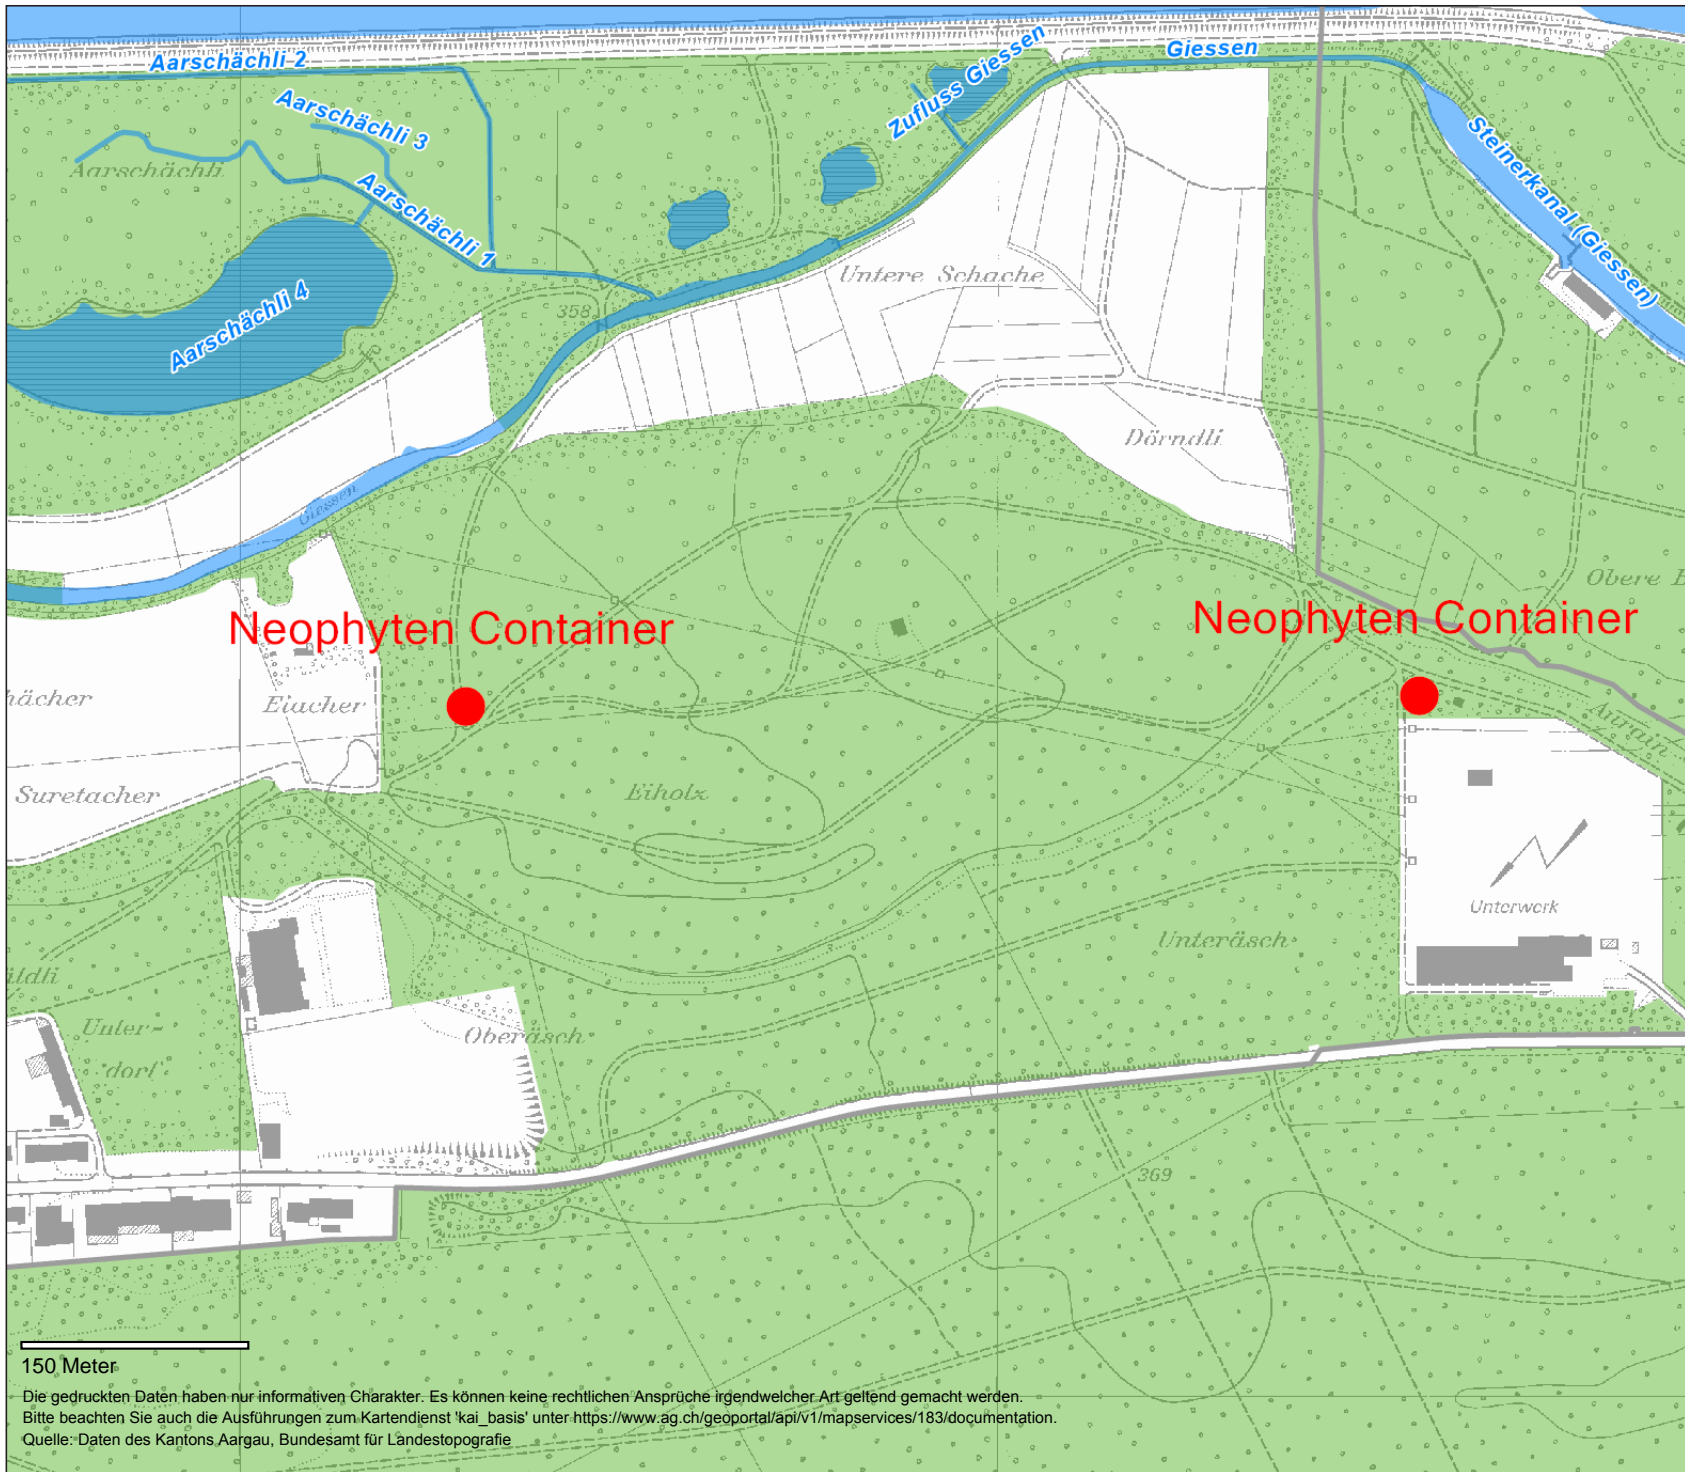 Aarschächli 2
Giessen
Zufluss Giessen
Aarschächli 3
Steinerkanal (Giessen)
Aarschächli
Aarschächli 1
Untere Schache
Aarschächli 4
358
Dörndli
Giessen
Obere
Neophyten Container
Neophyten Container
hächer
Eiacher
Aurain
Suretacher
Eiholz
Unterwerk
Unteräsch
ildli
Unter-
dorf
Oberäsch
369
150 Meter
Die gedruckten Daten haben nur informativen Charakter. Es können keine rechtlichen Ansprüche irgendwelcher Art geltend gemacht werden.
Bitte beachten Sie auch die Ausführungen zum Kartendienst 'kai_basis' unter https://www.ag.ch/geoportal/api/v1/mapservices/183/documentation.
Quelle: Daten des Kantons Aargau, Bundesamt für Landestopografie